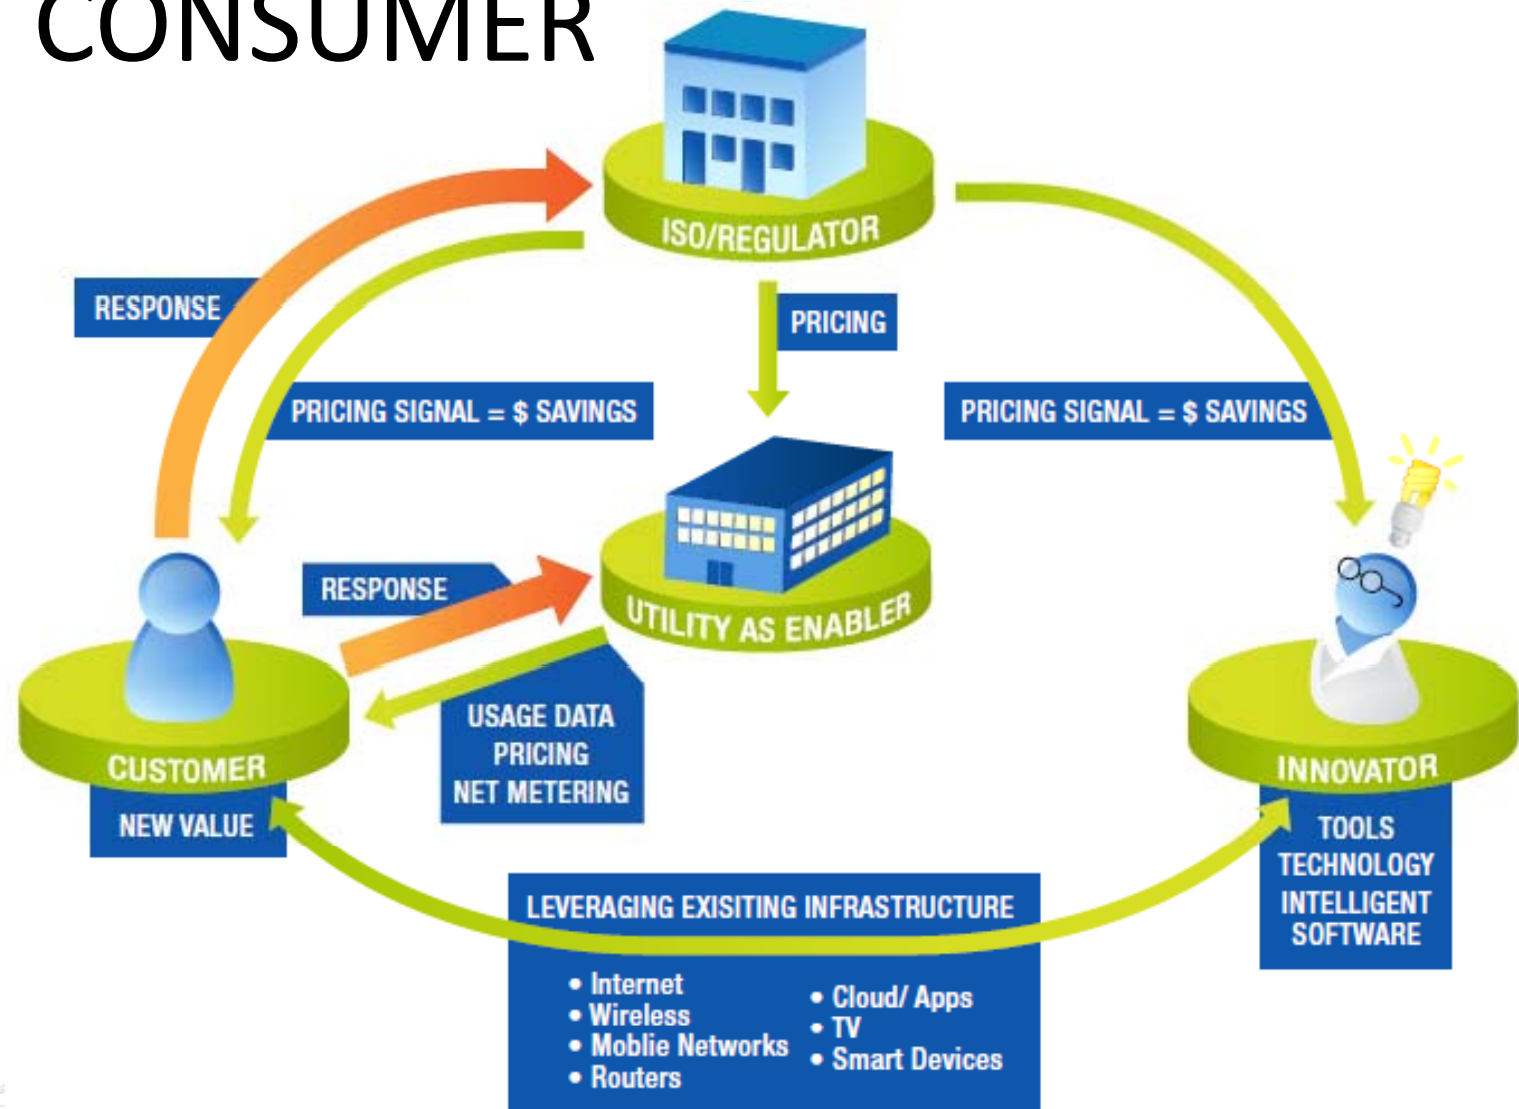 CONSUMER
ISO/REGULATOR
RESPONSE
PRICING
PRICING SIGNAL = $ SAVINGS
PRICING SIGNAL = $ SAVINGS
RESPONSE
UTILITY AS ENABLER
USAGE DATA
PRICING
NET METERING
CUSTOMER
NEW VALUE
INNOVATOR
TOOLS
TECHNOLOGY
INTELLIGENT
SOFTWARE
LEVERAGING EXISITING INFRASTRUCTURE
• Internet
• Wireless
• Moblie Networks
• Routers
• Cloud/ Apps
• TV
• Smart Devices